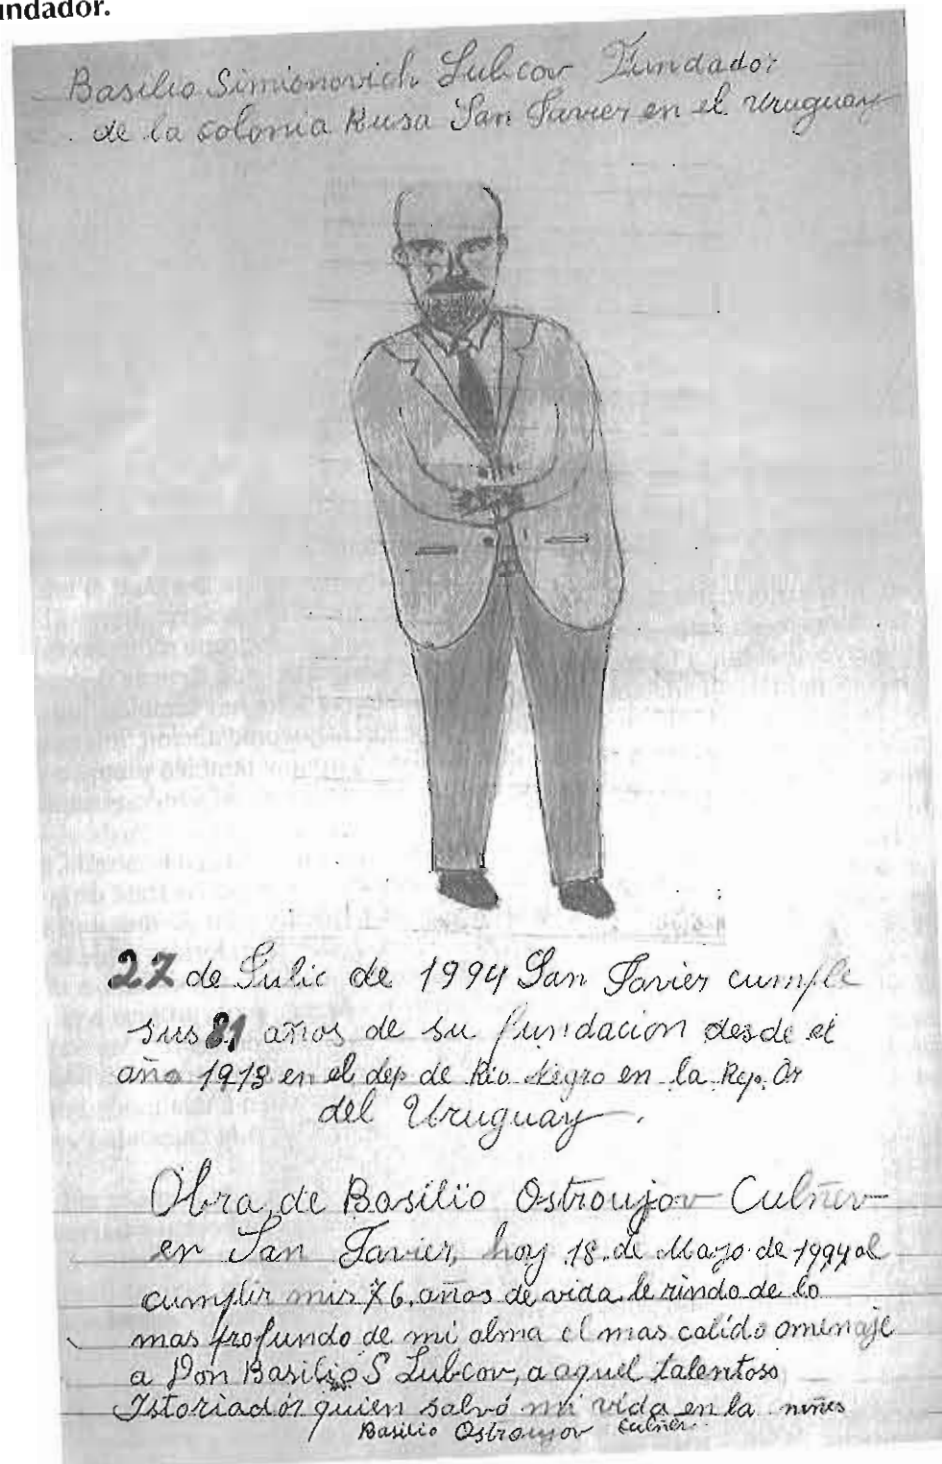 undador.
Basilio Simionovich Lubcov Fundador
de la colonia Rusa San Javier en el Uruguay
27 de Julio de 1994 San Javier cumple
sus 81 años de su fundacion desde el
año 1913 en el dep de Rio Negro en la Rep. Or
del Uruguay.
Obra de Basilio Ostroujov Culñev
en San Javier, hoy 18 de Mayo de 1994 al
cumplir mis 76 años de vida le rindo de lo
mas profundo de mi alma el mas calido omenaje
a Don Basilio S Lubcov, a aquel talentoso
Istoriador quien salvó mi vida en la niñes
Basilio Ostroujov Culñev